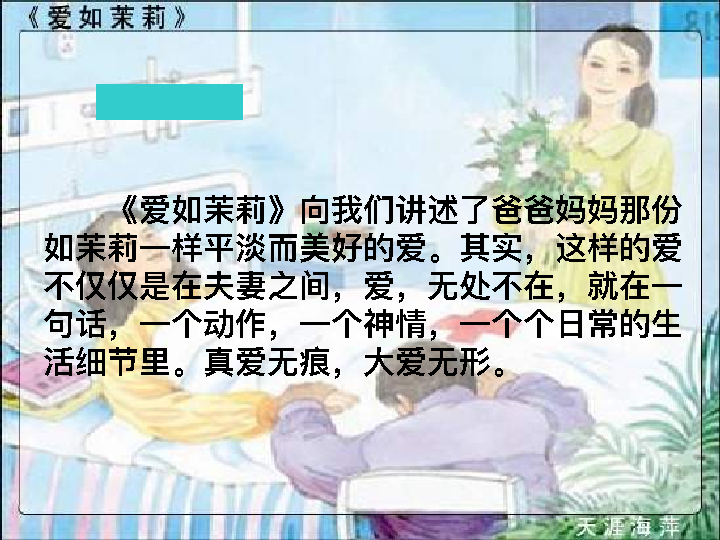 《爱如茉莉》
《爱如茉莉》向我们讲述了爸爸妈妈那份
如茉莉一样平淡而美好的爱。其实，这样的爱
不仅仅是在夫妻之间，爱，无处不在，就在一
句话，一个动作，一个神情，一个个日常的生
活细节里。真爱无痕，大爱无形。
天涯海萍